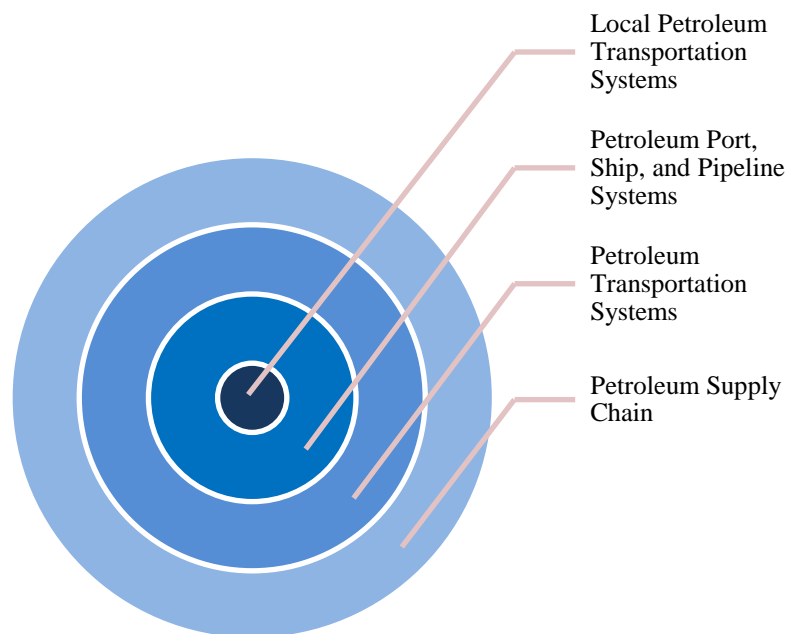 Local Petroleum
Transportation
Systems
Petroleum Port,
Ship, and Pipeline
Systems
Petroleum
Transportation
Systems
Petroleum Supply
Chain